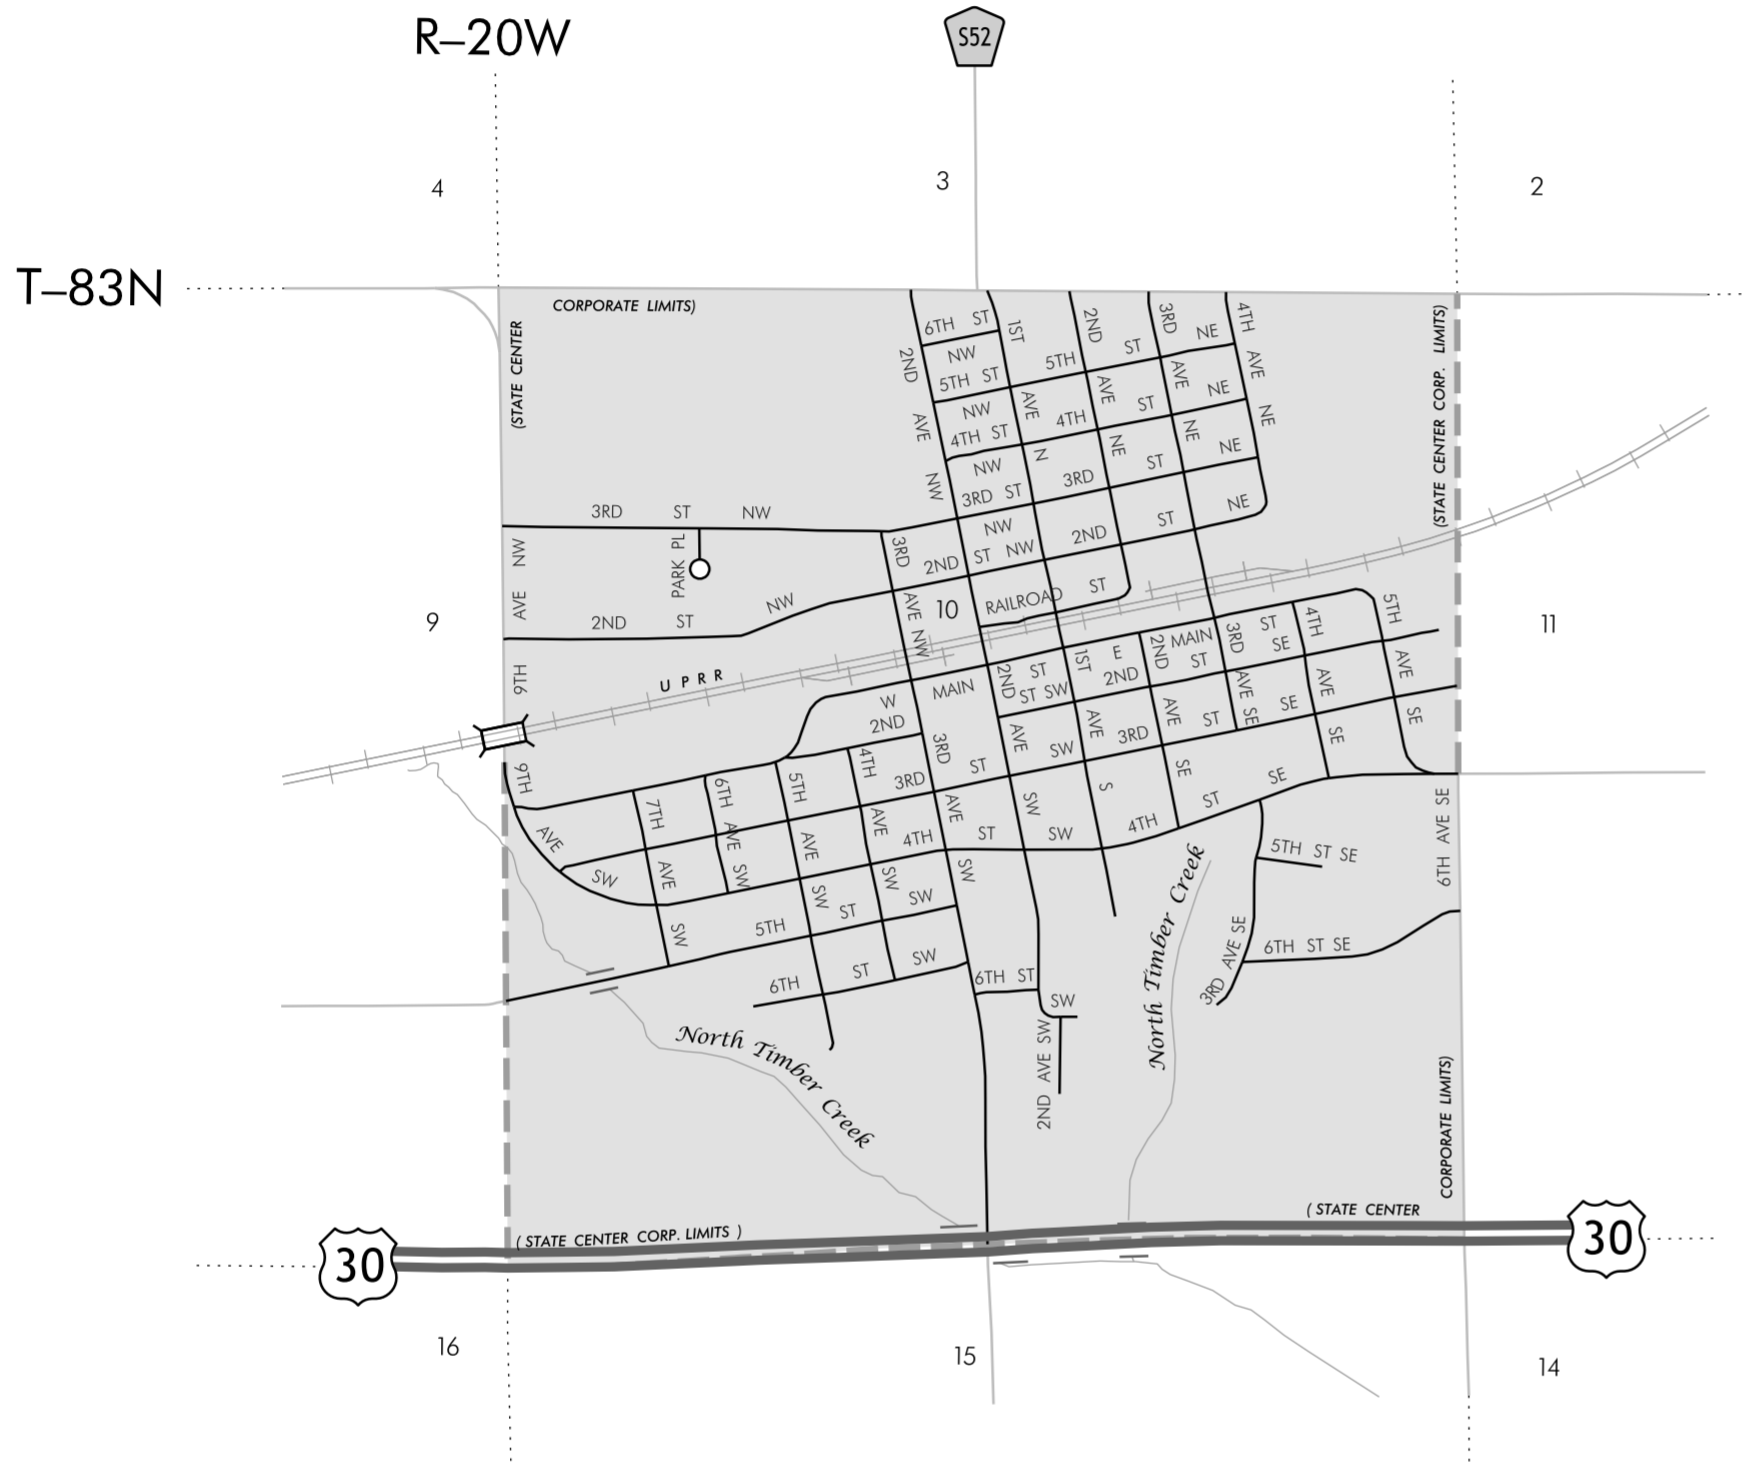 R–20W
S52
4
3
2
T–83N
CORPORATE LIMITS)
(STATE CENTER
(STATE CENTER CORP. LIMITS)
6TH ST
NW
5TH ST
NW
4TH ST
NW
3RD ST
NW
2ND AVE NW
1ST AVE N
2ND AVE NE
3RD AVE NE
4TH AVE NE
5TH ST NE
4TH ST NE
3RD ST NE
2ND ST NE
3RD ST NW
PARK PL
2ND ST NW
9TH AVE NW
3RD AVE NW
2ND ST NW
RAILROAD ST
10
9
11
UPRR
W MAIN ST
E MAIN ST
2ND ST SW
2ND ST SE
2ND AVE SW
1ST AVE S
2ND AVE SE
3RD AVE SE
4TH AVE SE
5TH AVE SE
3RD ST SW
3RD ST SE
4TH ST SW
4TH ST SE
9TH AVE SW
7TH AVE SW
6TH AVE SW
5TH AVE SW
4TH AVE SW
3RD AVE SW
5TH ST SW
6TH ST SW
6TH ST SW
2ND AVE SW
5TH ST SE
6TH ST SE
3RD AVE SE
6TH AVE SE
North Timber Creek
North Timber Creek
CORPORATE LIMITS)
( STATE CENTER
( STATE CENTER CORP. LIMITS )
30
30
16
15
14